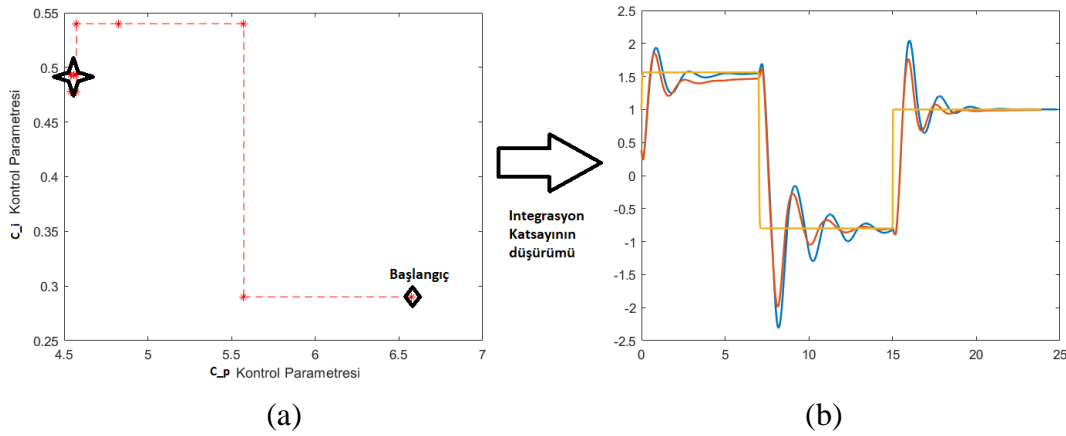 0.55
0.5
0.45
0.4
0.35
0.3
0.25
C_i Kontrol Parametresi
Başlangıç
4.5 5 5.5 6 6.5 7
C_p Kontrol Parametresi
(a)
Integrasyon
Katsayının
düşürümü
2.5
2
1.5
1
0.5
0
-0.5
-1
-1.5
-2
-2.5
0 5 10 15 20 25
(b)